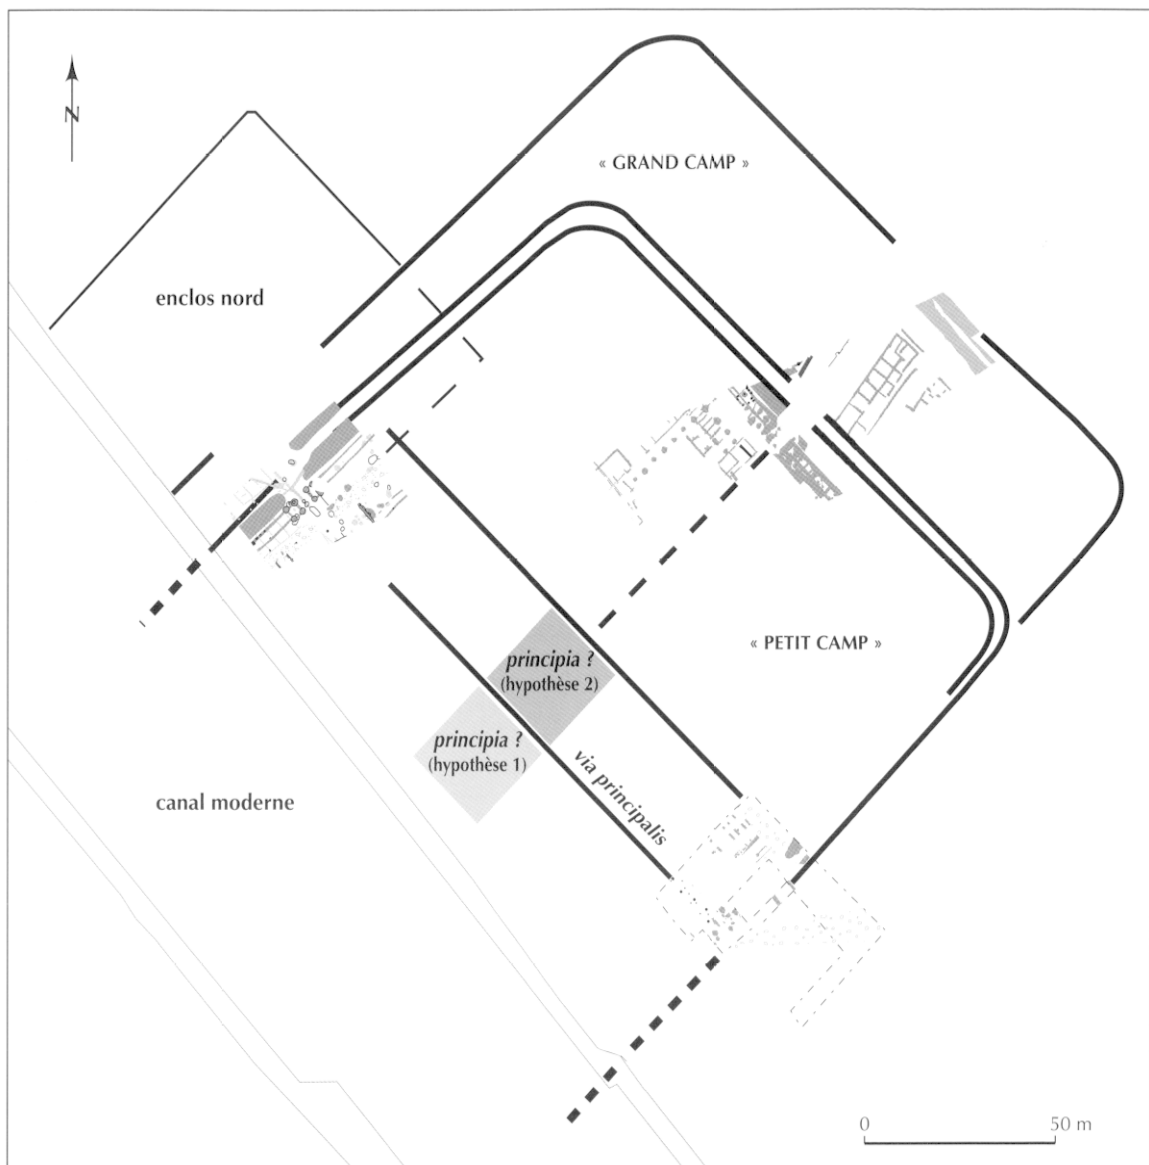 N
« GRAND CAMP »
enclos nord
« PETIT CAMP »
principia ?
(hypothèse 2)
principia ?
(hypothèse 1)
via principalis
canal moderne
0 50 m